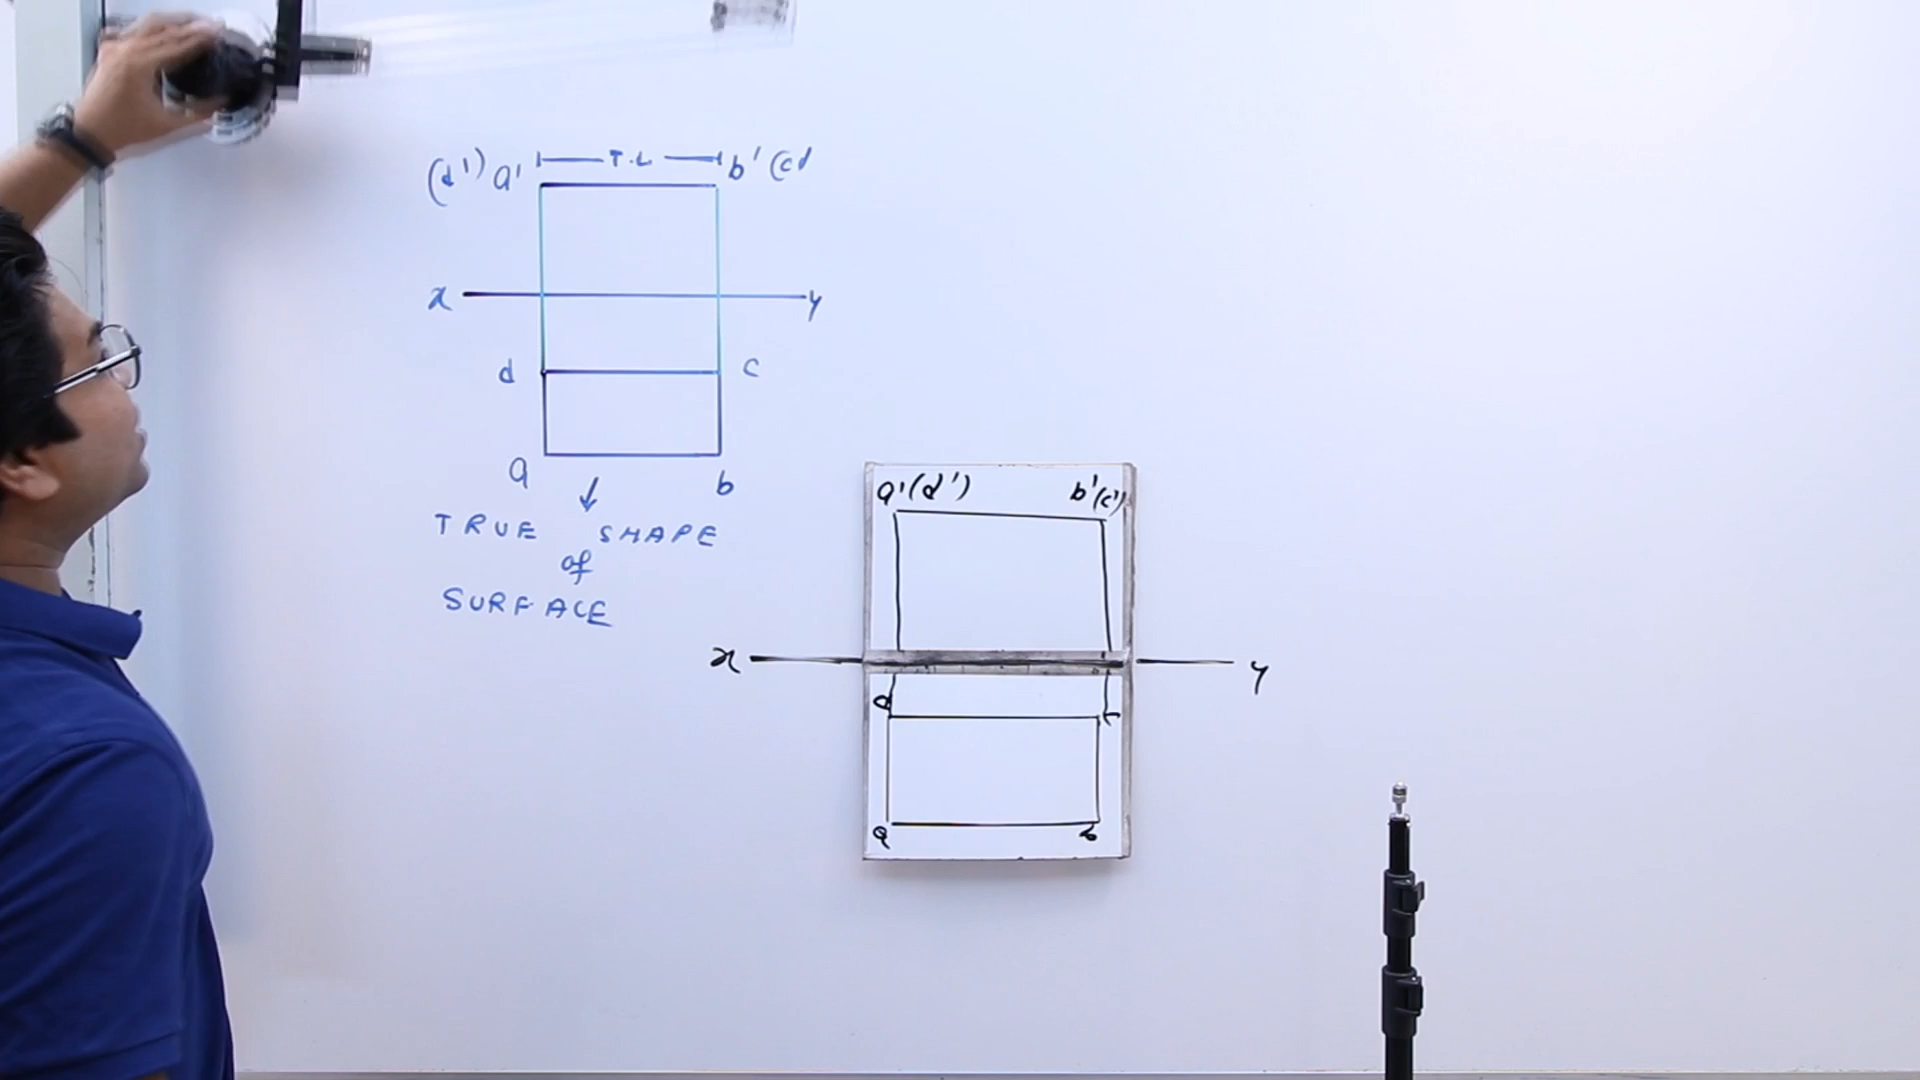 (d') a' T.L b' (c'
x y
d c
a b
TRUE SHAPE
of
SURFACE
a'(d') b'(c')
x y
d c
a b